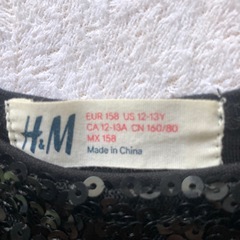 H&M
EUR 158 US 12-13Y
CA 12-13A CN 160/80
MX 158
Made in China